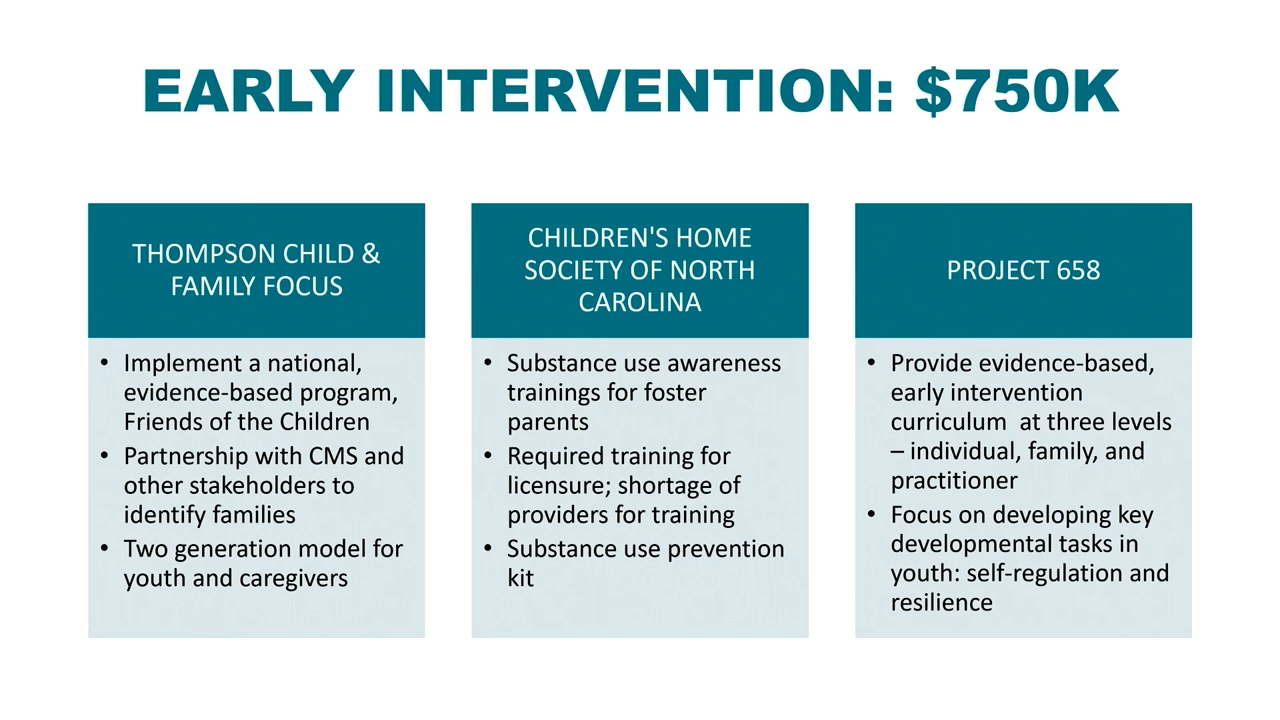 EARLY INTERVENTION: $750K
THOMPSON CHILD &
FAMILY FOCUS
• Implement a national,
evidence-based program,
Friends of the Children
• Partnership with CMS and
other stakeholders to
identify families
• Two generation model for
youth and caregivers
CHILDREN'S HOME
SOCIETY OF NORTH
CAROLINA
• Substance use awareness
trainings for foster
parents
• Required training for
licensure; shortage of
providers for training
• Substance use prevention
kit
PROJECT 658
• Provide evidence-based,
early intervention
curriculum  at three levels
– individual, family, and
practitioner
• Focus on developing key
developmental tasks in
youth: self-regulation and
resilience